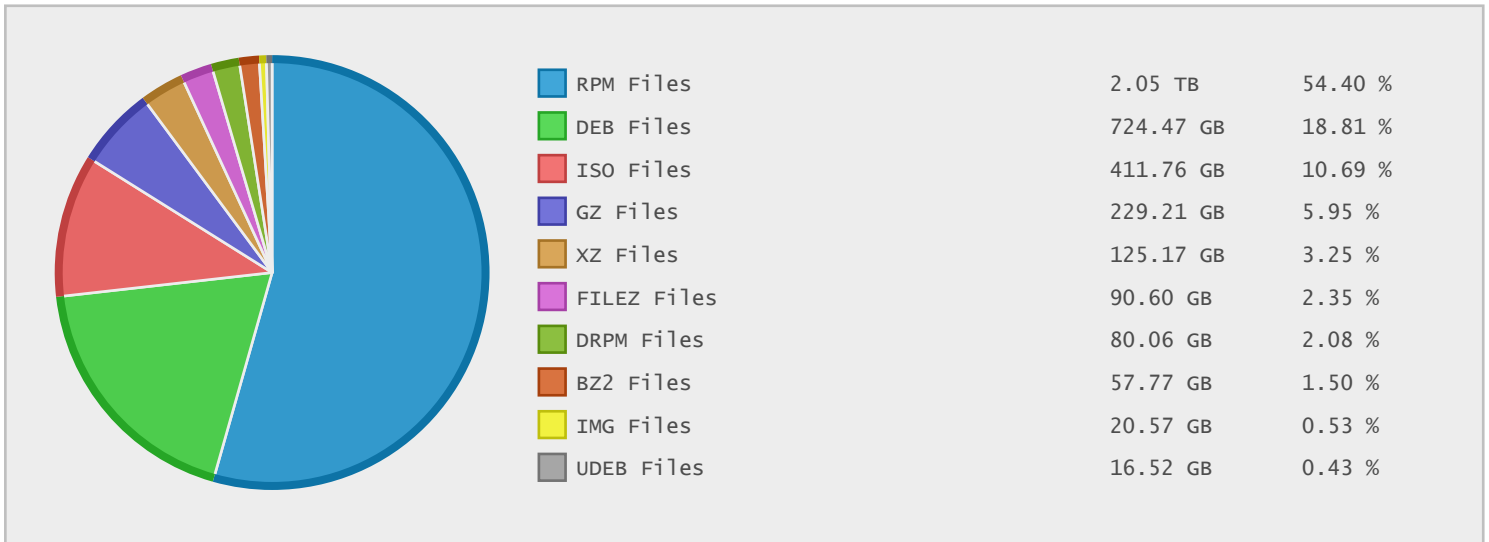 RPM Files 2.05 TB 54.40 %
DEB Files 724.47 GB 18.81 %
ISO Files 411.76 GB 10.69 %
GZ Files 229.21 GB 5.95 %
XZ Files 125.17 GB 3.25 %
FILEZ Files 90.60 GB 2.35 %
DRPM Files 80.06 GB 2.08 %
BZ2 Files 57.77 GB 1.50 %
IMG Files 20.57 GB 0.53 %
UDEB Files 16.52 GB 0.43 %